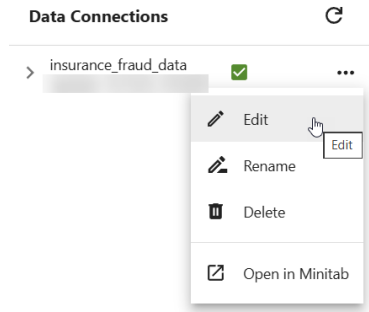 Data Connections
insurance_fraud_data
Edit
Edit
Rename
Delete
Open in Minitab